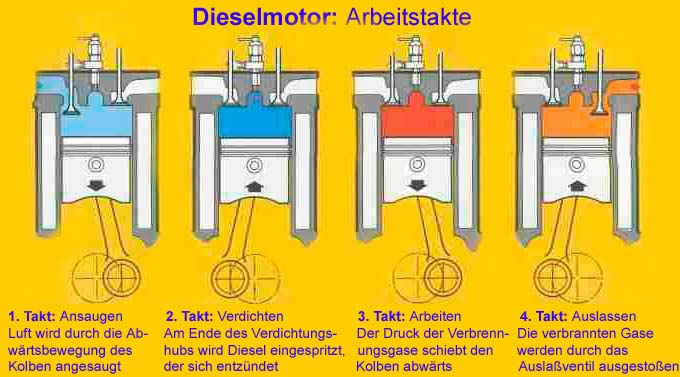 Dieselmotor: Arbeitstakte
1. Takt: Ansaugen
Luft wird durch die Ab-
wärtsbewegung des
Kolben angesaugt
2. Takt: Verdichten
Am Ende des Verdichtungs-
hubs wird Diesel eingespritzt,
der sich entzündet
3. Takt: Arbeiten
Der Druck der Verbrenn-
ungsgase schiebt den
Kolben abwärts
4. Takt: Auslassen
Die verbrannten Gase
werden durch das
Auslaßventil ausgestoßen